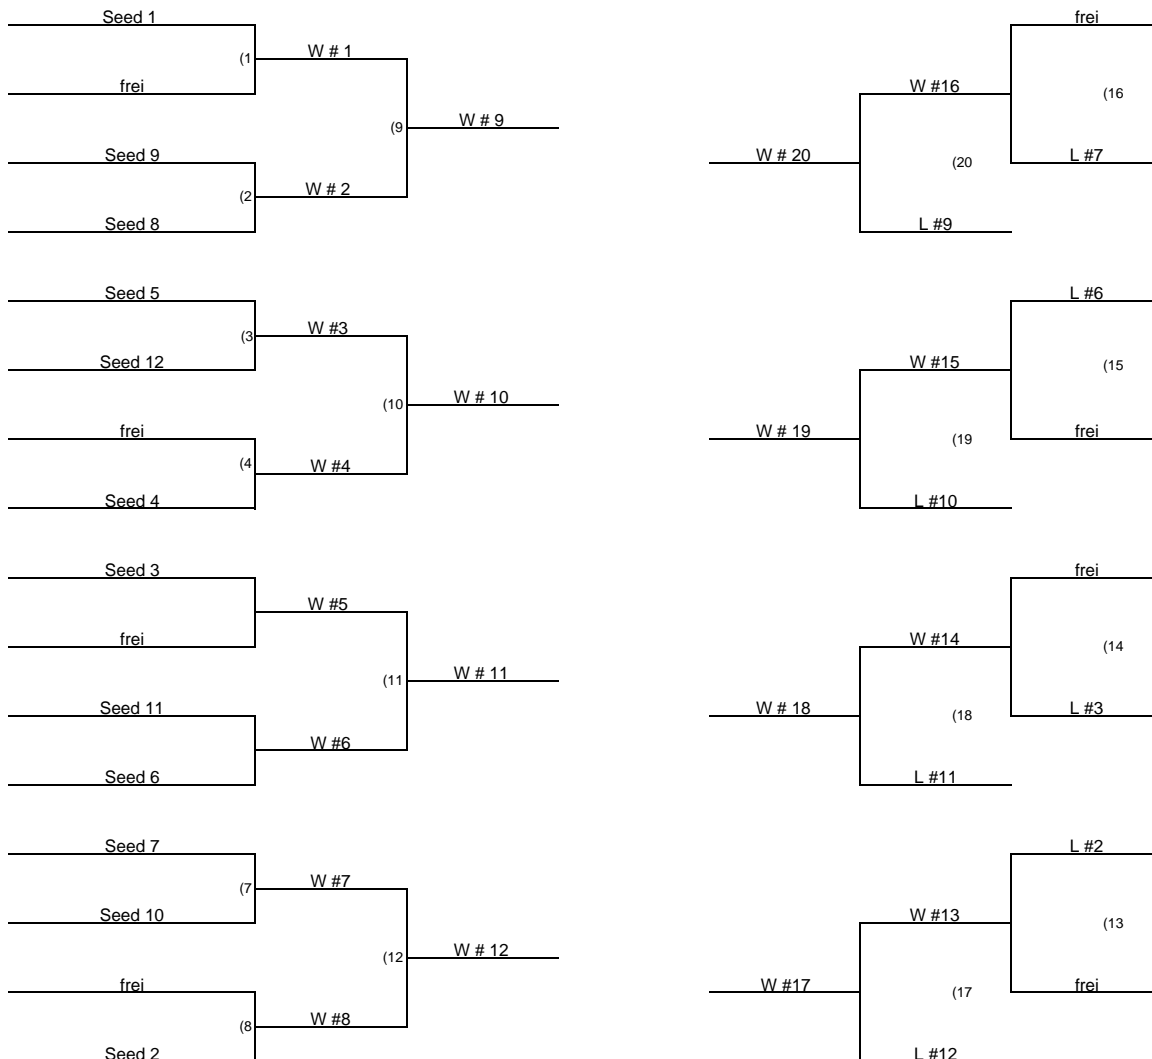 Seed 1
frei
(1
W # 1
W #16
frei
(16
(9
W # 9
Seed 9
W # 20
(20
L #7
(2
W # 2
Seed 8
L #9
Seed 5
L #6
(3
W #3
Seed 12
W #15
(15
(10
W # 10
frei
W # 19
(19
frei
(4
W #4
Seed 4
L #10
Seed 3
frei
W #5
frei
W #14
(14
(11
W # 11
Seed 11
W # 18
(18
L #3
W #6
Seed 6
L #11
Seed 7
L #2
(7
W #7
Seed 10
W #13
(13
(12
W # 12
frei
W #17
(17
frei
(8
W #8
Seed 2
L #12